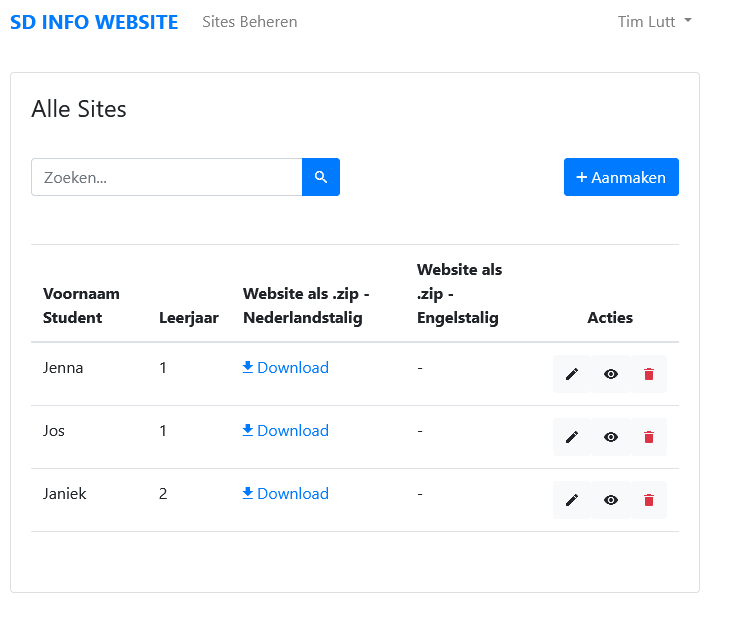 SD INFO WEBSITE Sites Beheren Tim Lutt
Alle Sites
Zoeken... + Aanmaken
Website als
Voornaam Website als .zip - .zip -
Student Leerjaar Nederlandstalig Engelstalig Acties
Jenna 1 Download -
Jos 1 Download -
Janiek 2 Download -